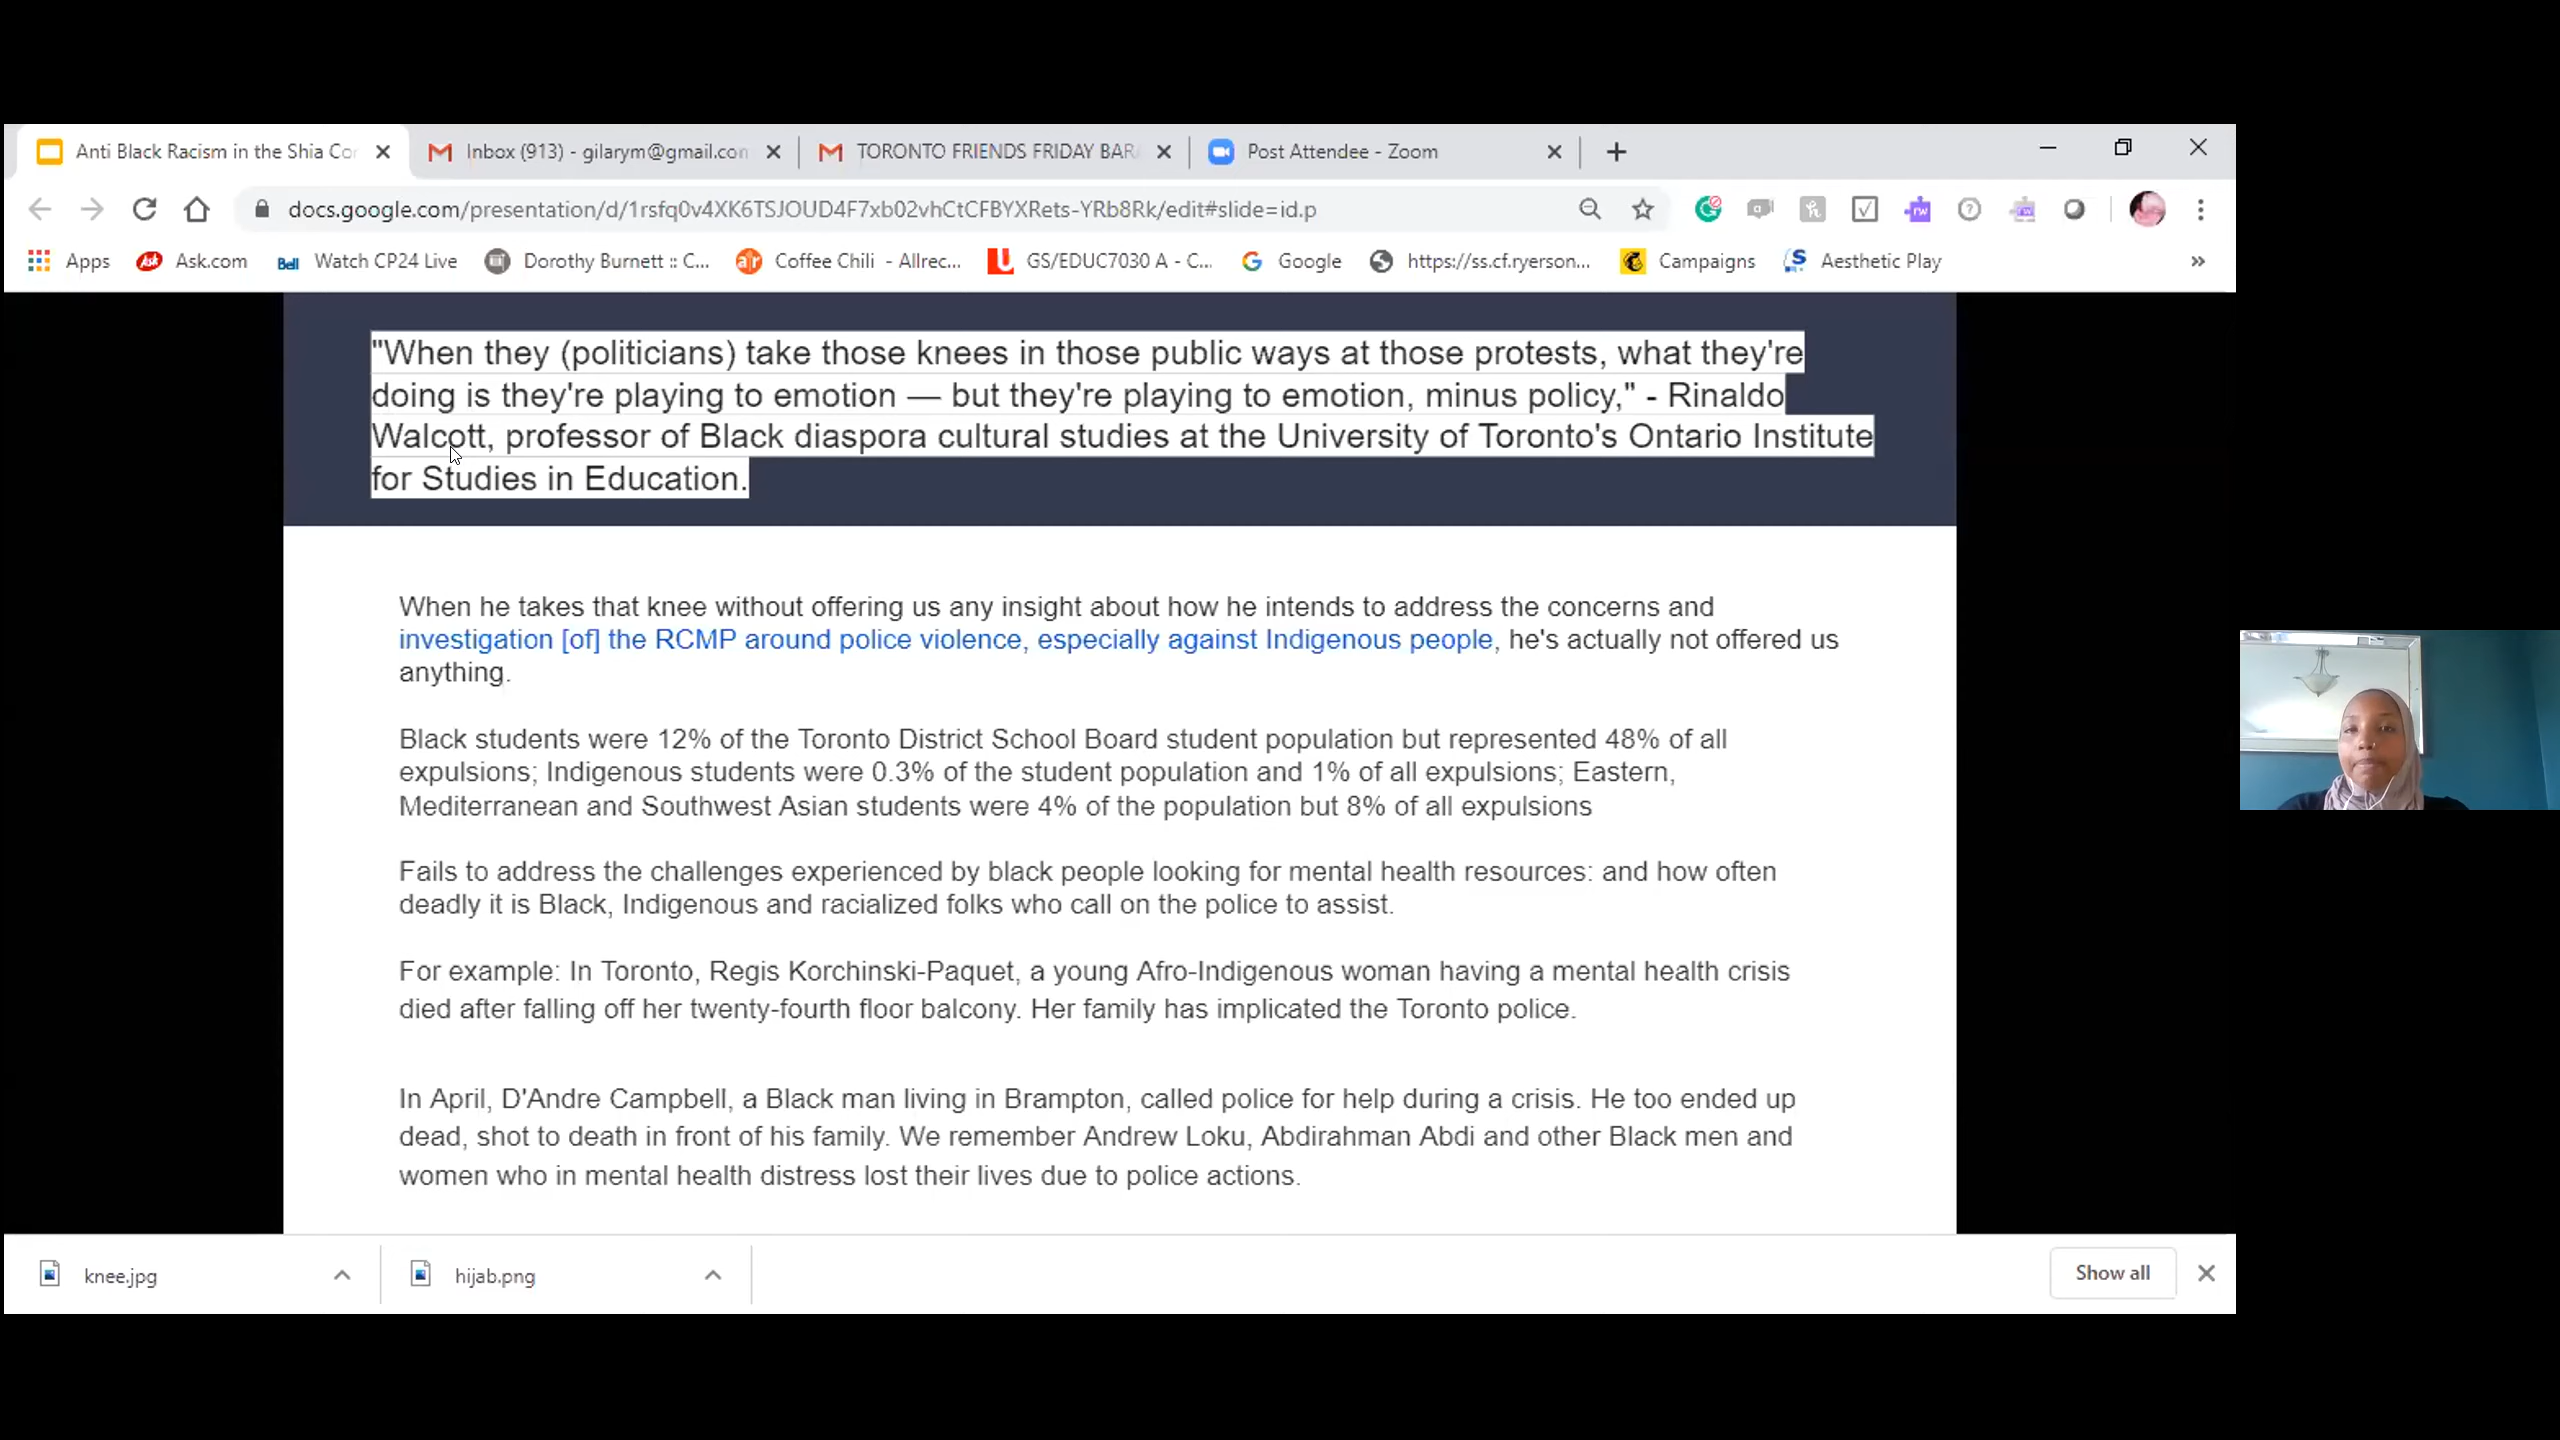 Anti Black Racism in the Shia Co
Inbox (913) - gilarym@gmail.com
TORONTO FRIENDS FRIDAY BAR
Post Attendee - Zoom
docs.google.com/presentation/d/1rsfq0v4XK6TSJOUD4F7xb02vhCtCFBYXRets-YRb8Rk/edit#slide=id.p
Apps
Ask Ask.com
Bell Watch CP24 Live
Dorothy Burnett :: C...
ar Coffee Chili - Allrec...
GS/EDUC7030 A - C...
Google
https://ss.cf.ryerson...
Campaigns
Aesthetic Play
"When they (politicians) take those knees in those public ways at those protests, what they're
doing is they're playing to emotion — but they're playing to emotion, minus policy," - Rinaldo
Walcott, professor of Black diaspora cultural studies at the University of Toronto's Ontario Institute
for Studies in Education.
When he takes that knee without offering us any insight about how he intends to address the concerns and
investigation [of] the RCMP around police violence, especially against Indigenous people, he's actually not offered us
anything.
Black students were 12% of the Toronto District School Board student population but represented 48% of all
expulsions; Indigenous students were 0.3% of the student population and 1% of all expulsions; Eastern,
Mediterranean and Southwest Asian students were 4% of the population but 8% of all expulsions
Fails to address the challenges experienced by black people looking for mental health resources: and how often
deadly it is Black, Indigenous and racialized folks who call on the police to assist.
For example: In Toronto, Regis Korchinski-Paquet, a young Afro-Indigenous woman having a mental health crisis
died after falling off her twenty-fourth floor balcony. Her family has implicated the Toronto police.
In April, D'Andre Campbell, a Black man living in Brampton, called police for help during a crisis. He too ended up
dead, shot to death in front of his family. We remember Andrew Loku, Abdirahman Abdi and other Black men and
women who in mental health distress lost their lives due to police actions.
knee.jpg
hijab.png
Show all